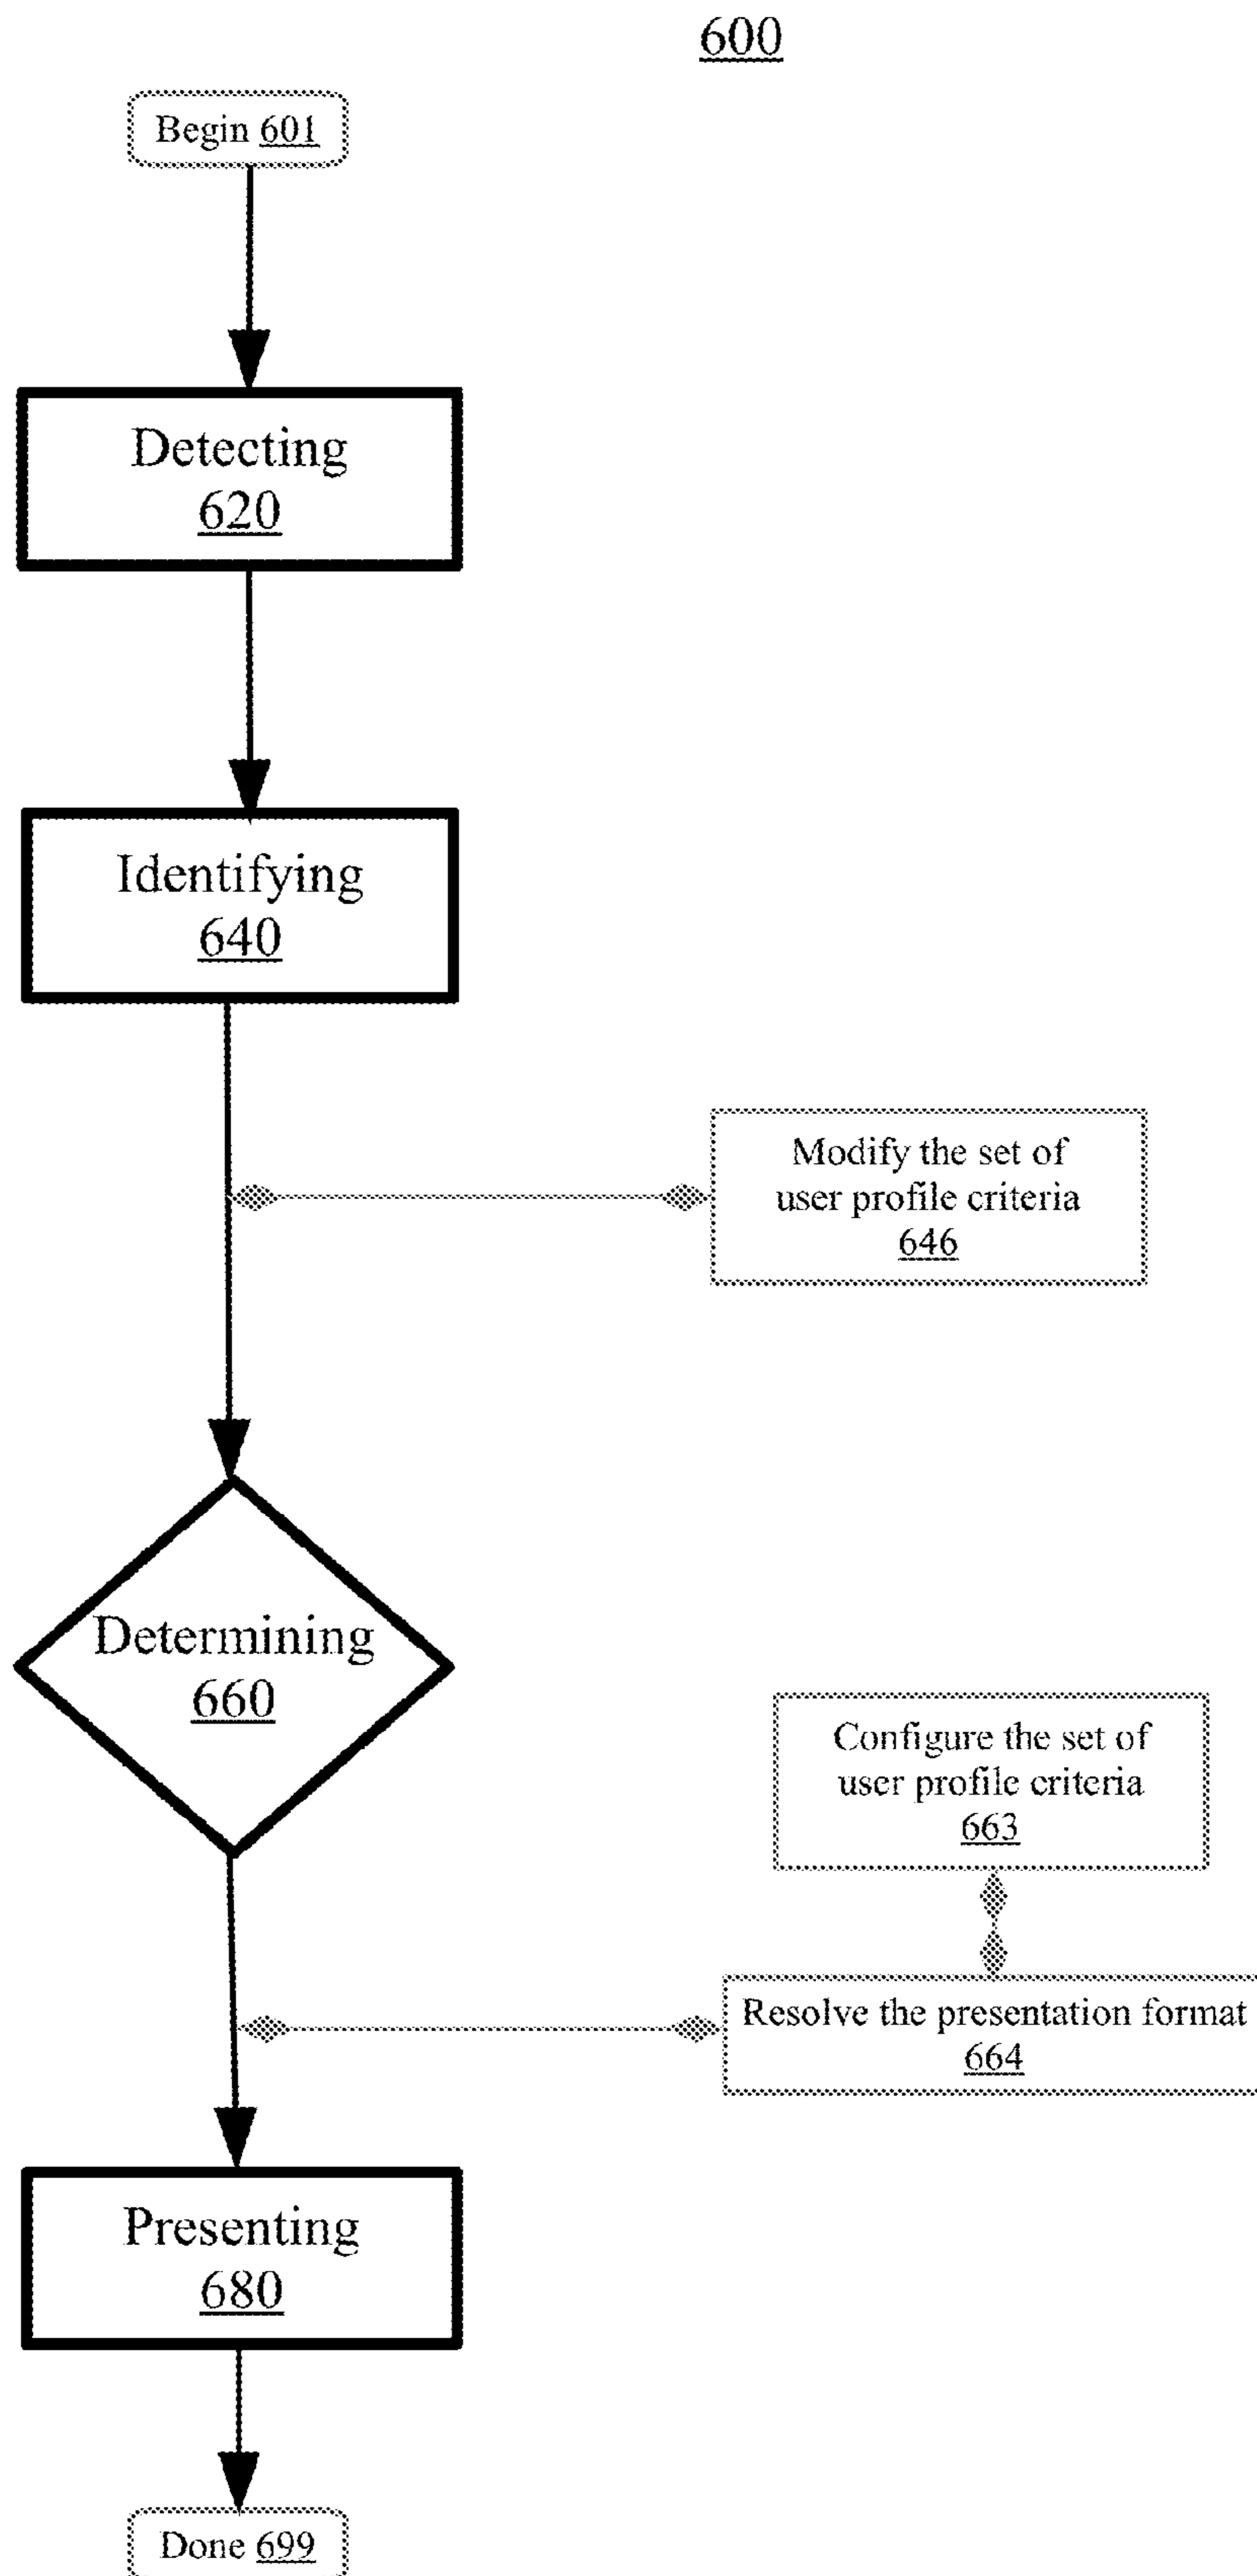 600
Begin 601
Detecting
620
Identifying
640
Modify the set of
user profile criteria
646
Determining
660
Configure the set of
user profile criteria
663
Resolve the presentation format
664
Presenting
680
Done 699